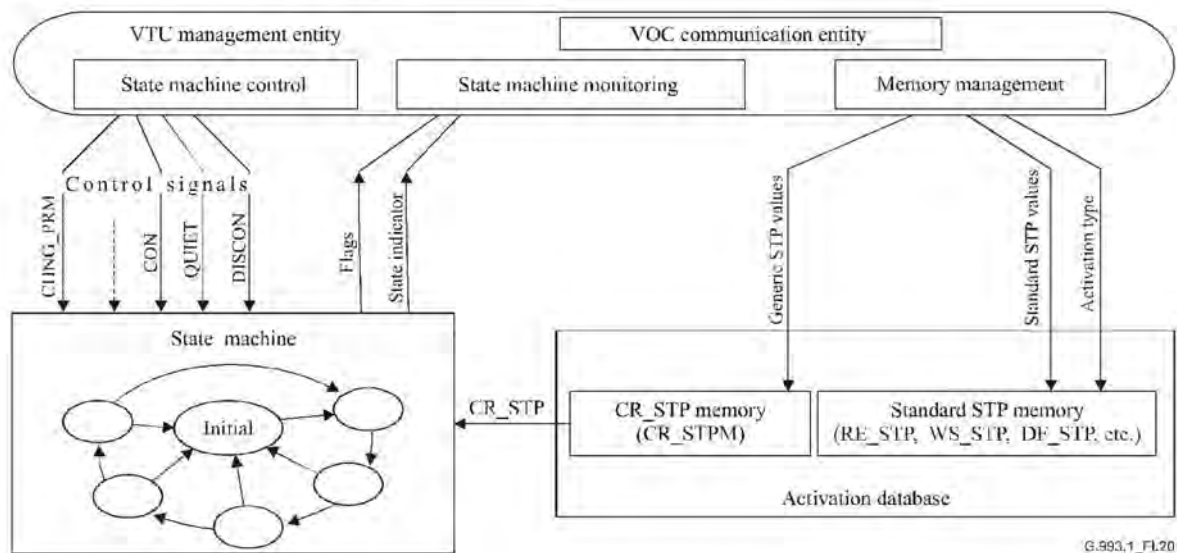 VTU management entity
VOC communication entity
State machine control
State machine monitoring
Memory management
Control signals
CHNG_PRM
CON
QUIET
DISCON
Flags
State indicator
Generic STP values
Standard STP values
Activation type
State machine
Initial
CR_STP
CR_STP memory
(CR_STPM)
Standard STP memory
(RE_STP, WS_STP, DF_STP, etc.)
Activation database
G.993.1_FI.20